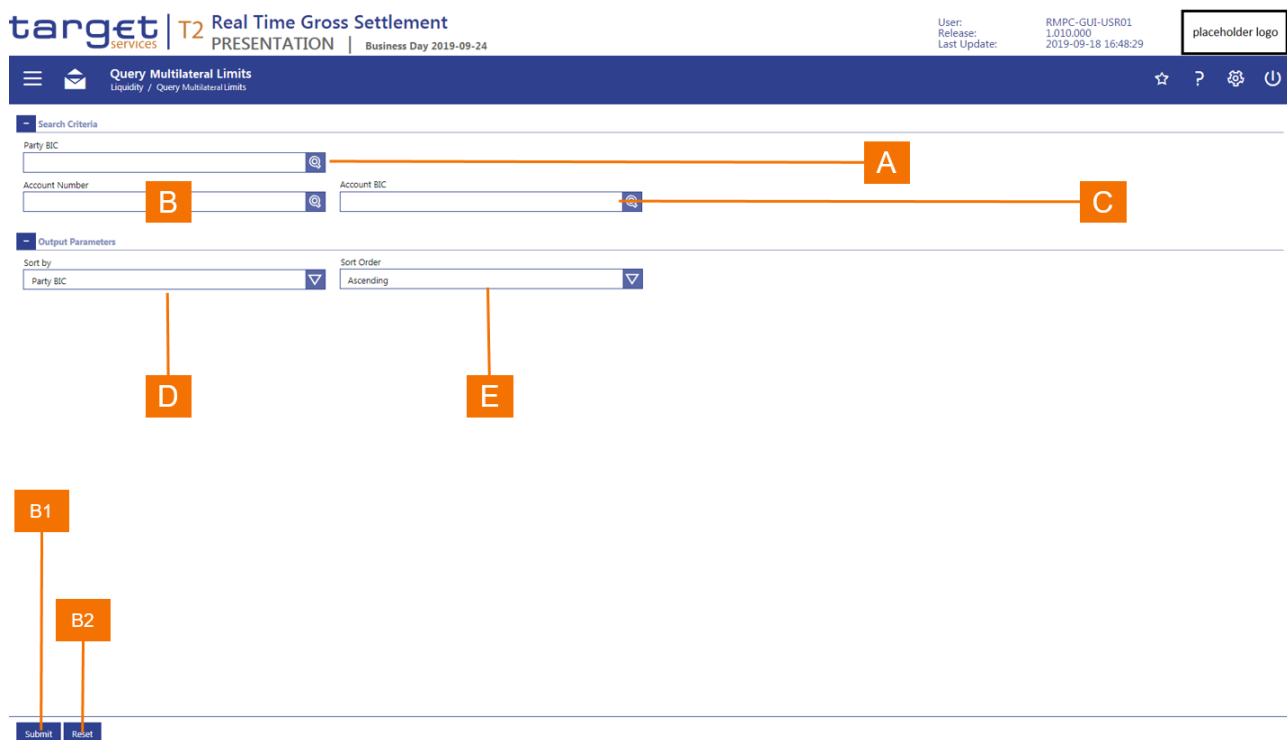 target services T2 Real Time Gross Settlement
PRESENTATION | Business Day 2019-09-24
User: RMPC-GUI-USR01
Release: 1.010.000
Last Update: 2019-09-18 16:48:29
placeholder logo
Query Multilateral Limits
Liquidity / Query Multilateral Limits
Search Criteria
Party BIC
A
Account Number
Account BIC
B
C
Output Parameters
Sort by
Sort Order
Party BIC
Ascending
D
E
B1
B2
Submit
Reset